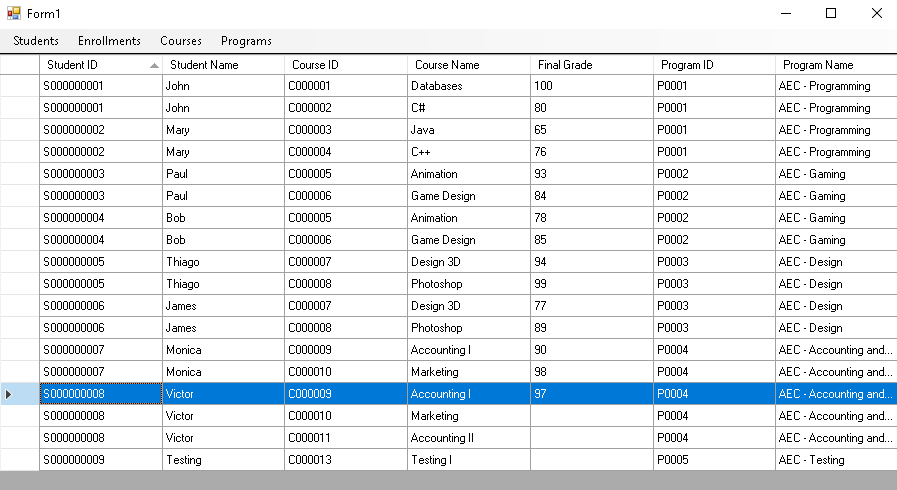 Form1
Students Enrollments Courses Programs
Student ID Student Name Course ID Course Name Final Grade Program ID Program Name
S000000001 John C000001 Databases 100 P0001 AEC - Programming
S000000001 John C000002 C# 80 P0001 AEC - Programming
S000000002 Mary C000003 Java 65 P0001 AEC - Programming
S000000002 Mary C000004 C++ 76 P0001 AEC - Programming
S000000003 Paul C000005 Animation 93 P0002 AEC - Gaming
S000000003 Paul C000006 Game Design 84 P0002 AEC - Gaming
S000000004 Bob C000005 Animation 78 P0002 AEC - Gaming
S000000004 Bob C000006 Game Design 85 P0002 AEC - Gaming
S000000005 Thiago C000007 Design 3D 94 P0003 AEC - Design
S000000005 Thiago C000008 Photoshop 99 P0003 AEC - Design
S000000006 James C000007 Design 3D 77 P0003 AEC - Design
S000000006 James C000008 Photoshop 89 P0003 AEC - Design
S000000007 Monica C000009 Accounting I 90 P0004 AEC - Accounting and...
S000000007 Monica C000010 Marketing 98 P0004 AEC - Accounting and...
S000000008 Victor C000009 Accounting I 97 P0004 AEC - Accounting and...
S000000008 Victor C000010 Marketing P0004 AEC - Accounting and...
S000000008 Victor C000011 Accounting II P0004 AEC - Accounting and...
S000000009 Testing C000013 Testing I P0005 AEC - Testing